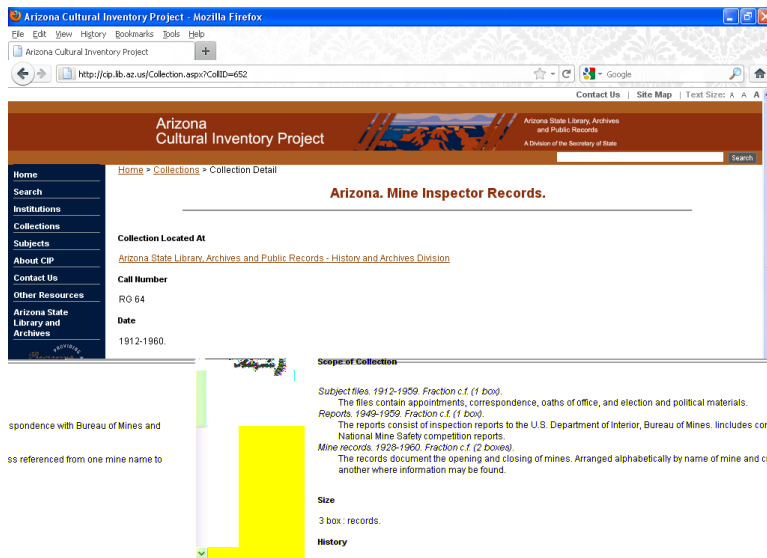 Arizona Cultural Inventory Project - Mozilla Firefox
File Edit View History Bookmarks Tools Help
Arizona Cultural Inventory Project +
http://cip.lib.az.us/Collection.aspx?CollID=652
Google
Contact Us | Site Map | Text Size: A A A
Arizona
Cultural Inventory Project
Arizona State Library, Archives
and Public Records
A Division of the Secretary of State
Search
Home
Search
Institutions
Collections
Subjects
About CIP
Contact Us
Other Resources
Arizona State
Library and
Archives
PROVIDING
Home > Collections > Collection Detail
Arizona. Mine Inspector Records.
Collection Located At
Arizona State Library, Archives and Public Records - History and Archives Division
Call Number
RG 64
Date
1912-1960.
spondence with Bureau of Mines and
ss referenced from one mine name to
Scope of Collection
Subject files. 1912-1959. Fraction c.f. (1 box).
The files contain appointments, correspondence, oaths of office, and election and political materials.
Reports. 1949-1959. Fraction c.f. (1 box).
The reports consist of inspection reports to the U.S. Department of Interior, Bureau of Mines. Iincludes cor
National Mine Safety competition reports.
Mine records. 1928-1960. Fraction c.f. (2 boxes).
The records document the opening and closing of mines. Arranged alphabetically by name of mine and c
another where information may be found.
Size
3 box : records.
History